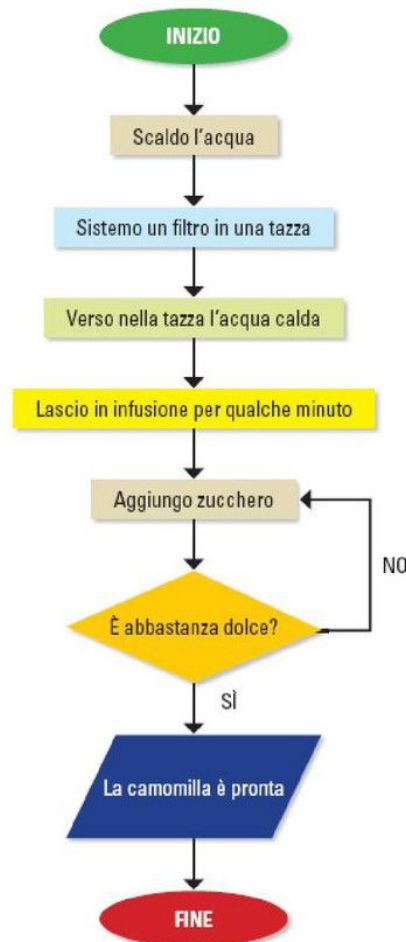 INIZIO
Scaldo l'acqua
Sistemo un filtro in una tazza
Verso nella tazza l'acqua calda
Lascio in infusione per qualche minuto
Aggiungo zucchero
NO
È abbastanza dolce?
SÌ
La camomilla è pronta
FINE